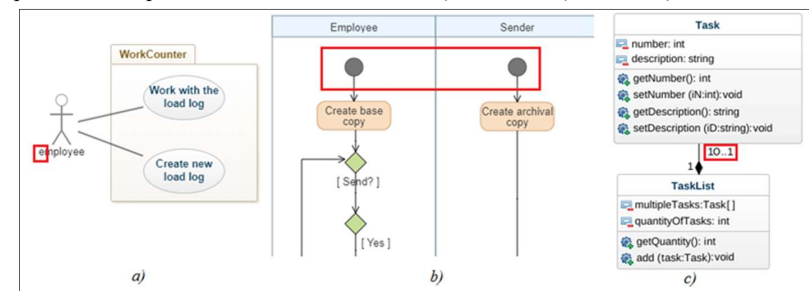 WorkCounter
Work with the
load log
employee
Create new
load log
a)
Employee
Sender
Create base
copy
Create archival
copy
[ Send? ]
[ Yes ]
b)
Task
number: int
description: string
getNumber(): int
setNumber (iN:int):void
getDescription(): string
setDescription (iD:string):void
10..1
1
TaskList
multipleTasks:Task[ ]
quantityOfTasks: int
getQuantity(): int
add (task:Task):void
c)